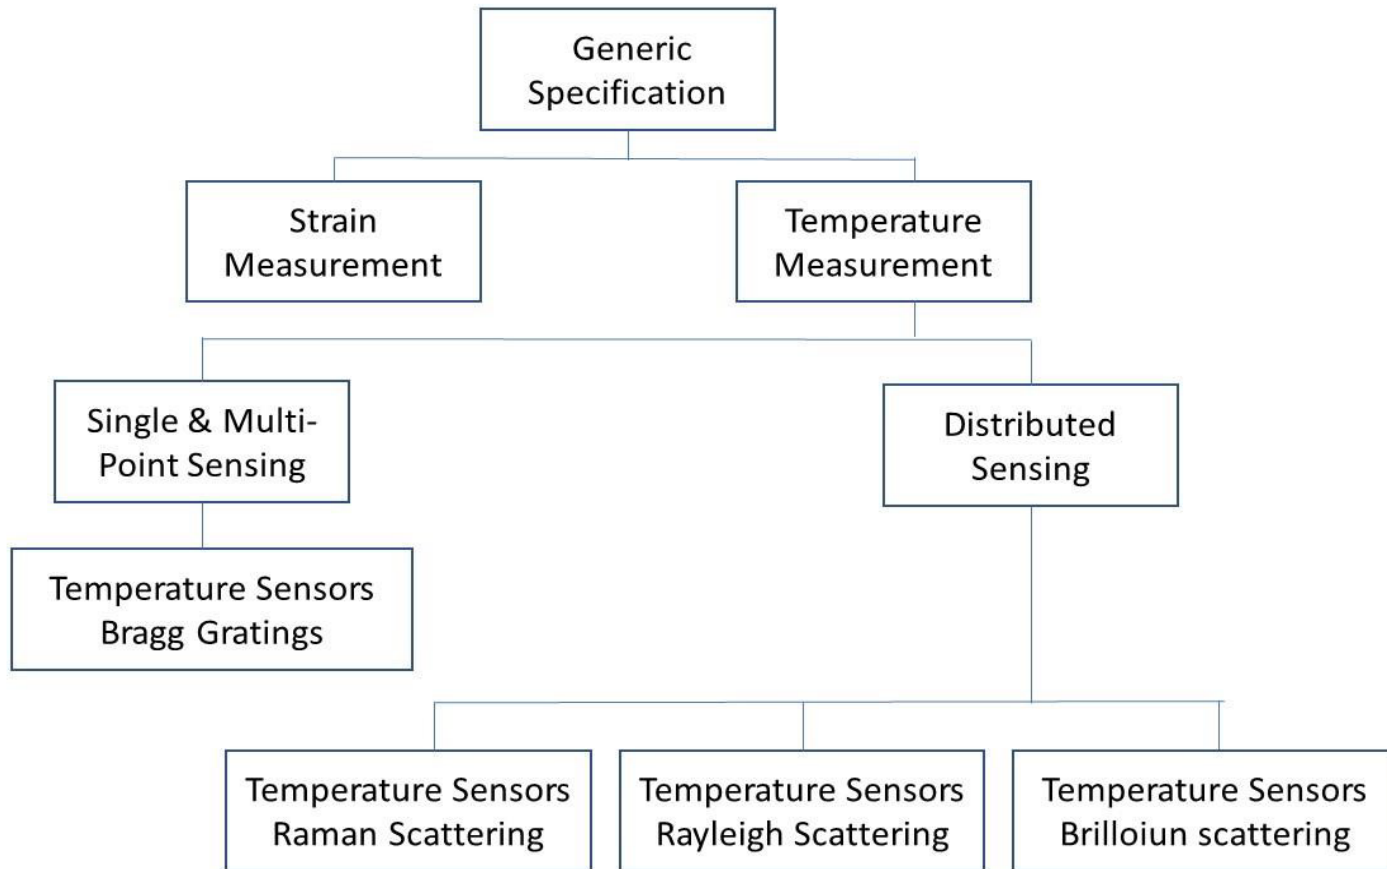 Generic
Specification
Strain
Measurement
Temperature
Measurement
Single & Multi-
Point Sensing
Distributed
Sensing
Temperature Sensors
Bragg Gratings
Temperature Sensors
Raman Scattering
Temperature Sensors
Rayleigh Scattering
Temperature Sensors
Brilloiun scattering